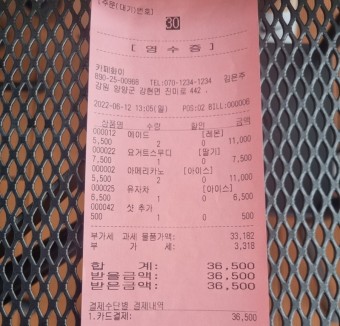 (주문(대기)번호)
30
[ 영 수 증 ]
카페화이
890-25-00968 TEL:070-1234-1234 김은주
강원 양양군 강현면 진미로 442 .
2022-06-12 13:05(일) POS:02 BILL:000006
상품명 수량 할인 금액
000012 에이드 [레몬]
5,500 2 0 11,000
000022 요거트스무디 [딸기]
7,500 1 0 7,500
000002 아메리카노 [아이스]
5,500 2 0 11,000
000025 유자차 [아이스]
6,500 1 0 6,500
000042 샷 추가
500 1 0 500
부가세 과세 물품가액: 33,182
부 가 세: 3,318
합 계: 36,500
받을금액: 36,500
받은금액: 36,500
결제수단별 결제내역
1.카드결제: 36,500